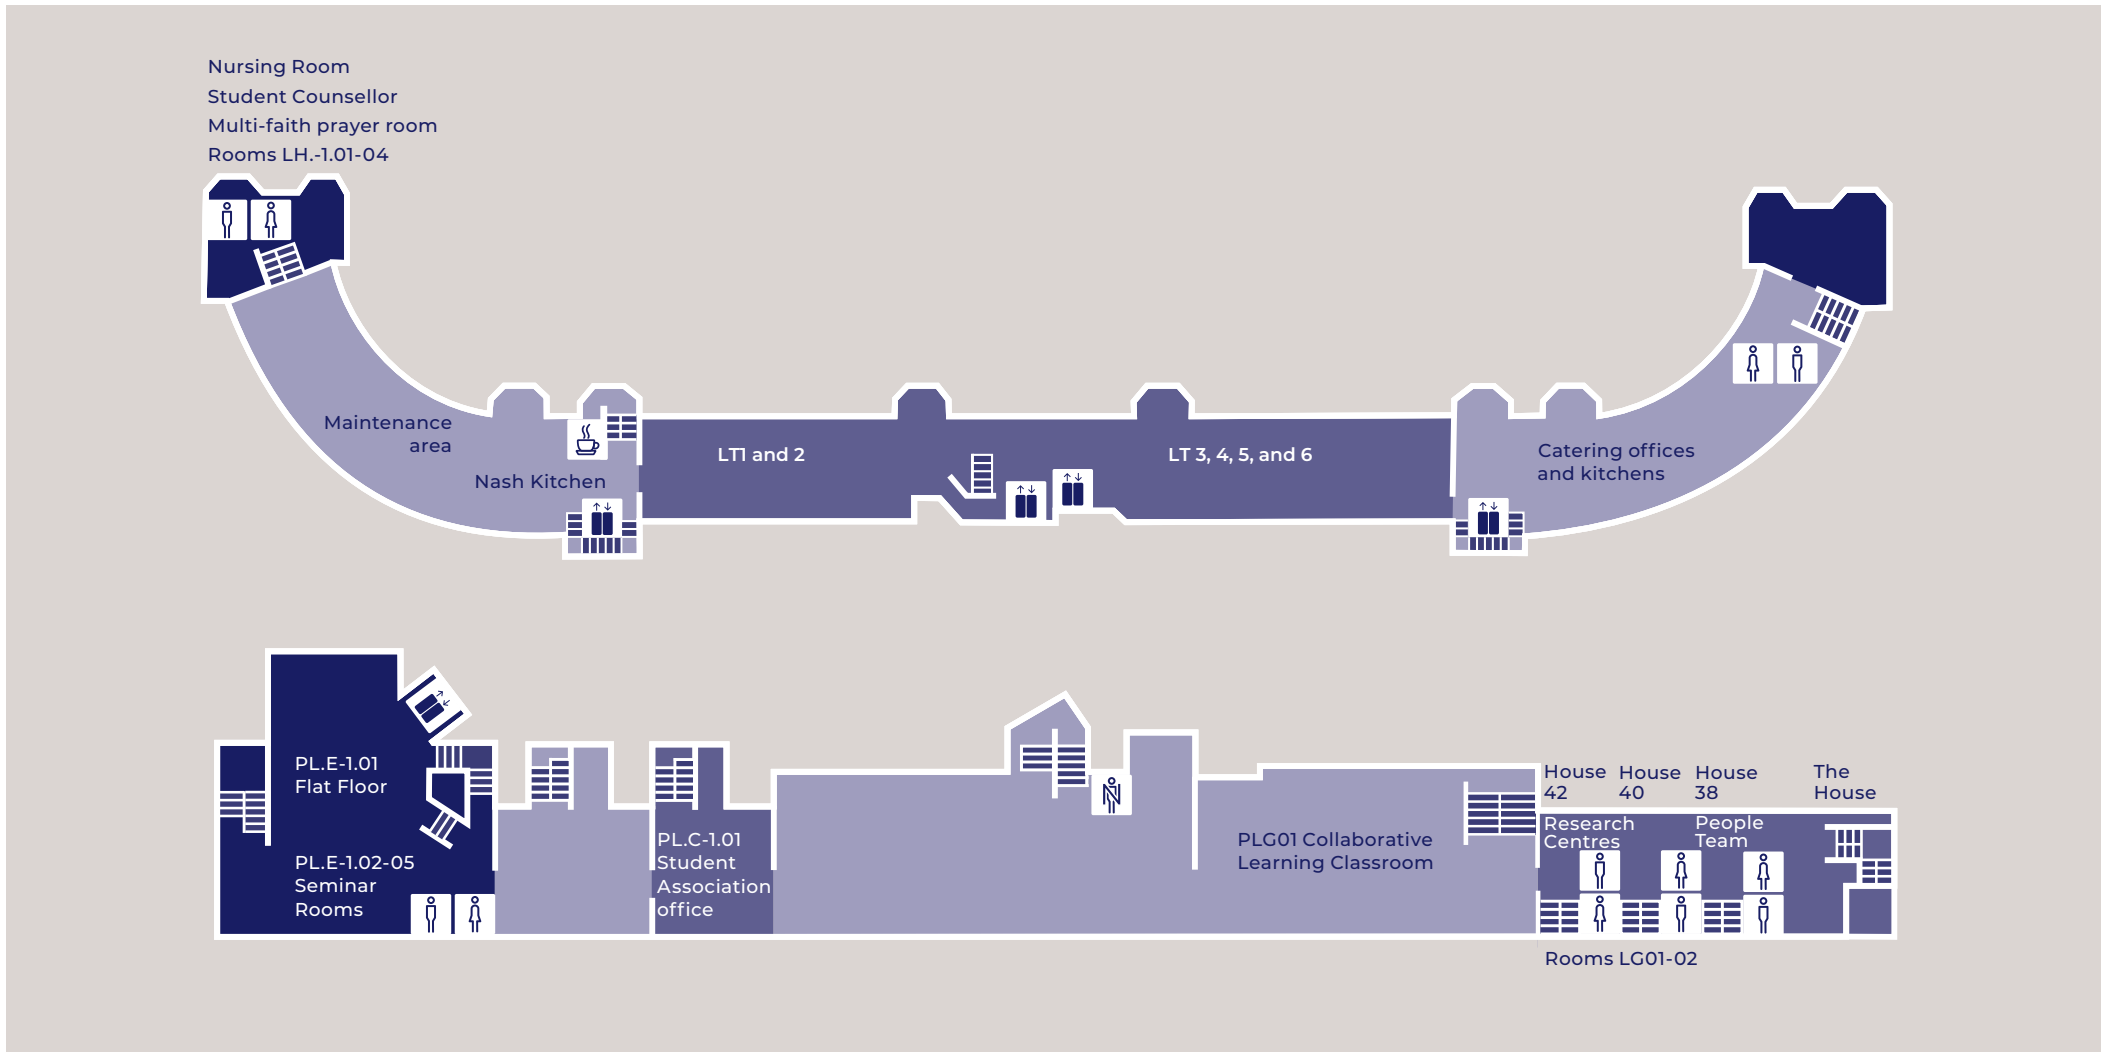 Nursing Room
Student Counsellor
Multi-faith prayer room
Rooms LH.-1.01-04
Maintenance
area
Nash Kitchen
LT1 and 2
LT 3, 4, 5, and 6
Catering offices
and kitchens
PL.E-1.01
Flat Floor
PL.E-1.02-05
Seminar
Rooms
PL.C-1.01
Student
Association
office
PLG01 Collaborative
Learning Classroom
House
42
House
40
House
38
The
House
Research
Centres
People
Team
Rooms LG01-02